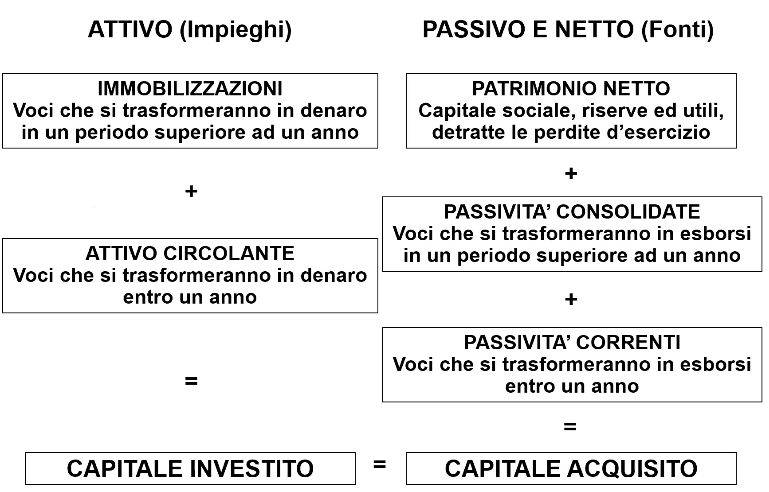 ATTIVO (Impieghi)
IMMOBILIZZAZIONI
Voci che si trasformeranno in denaro
in un periodo superiore ad un anno
+
ATTIVO CIRCOLANTE
Voci che si trasformeranno in denaro
entro un anno
=
CAPITALE INVESTITO
=
PASSIVO E NETTO (Fonti)
PATRIMONIO NETTO
Capitale sociale, riserve ed utili,
detratte le perdite d'esercizio
+
PASSIVITA' CONSOLIDATE
Voci che si trasformeranno in esborsi
in un periodo superiore ad un anno
+
PASSIVITA' CORRENTI
Voci che si trasformeranno in esborsi
entro un anno
=
CAPITALE ACQUISITO